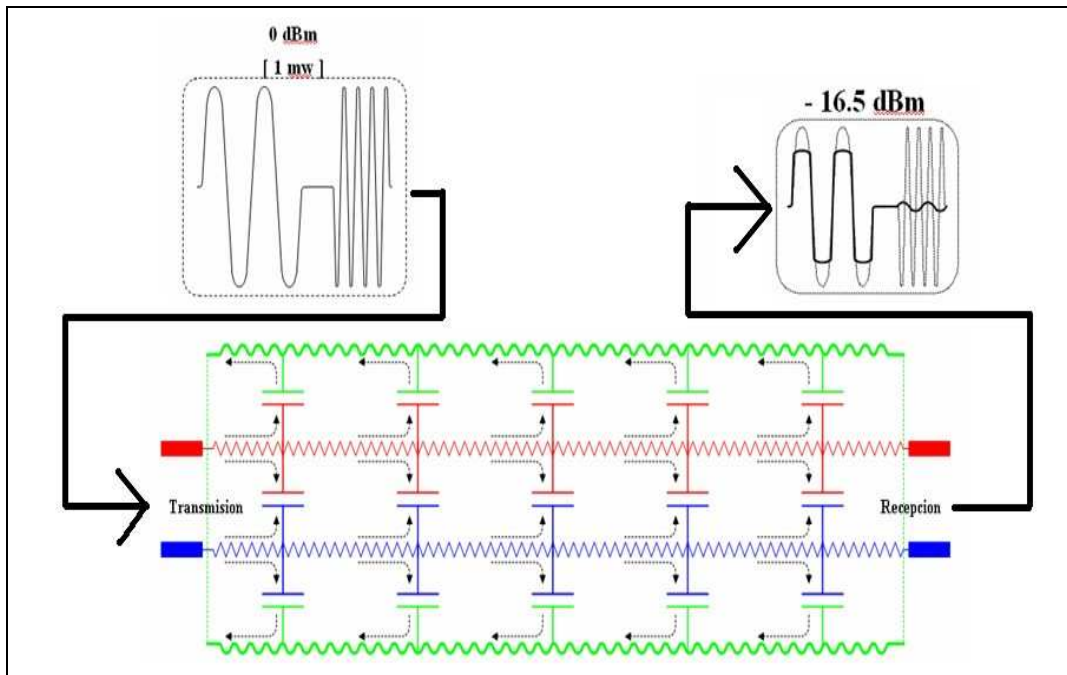 0 dBm
[ 1 mw ]
- 16.5 dBm
Transmision
Recepcion